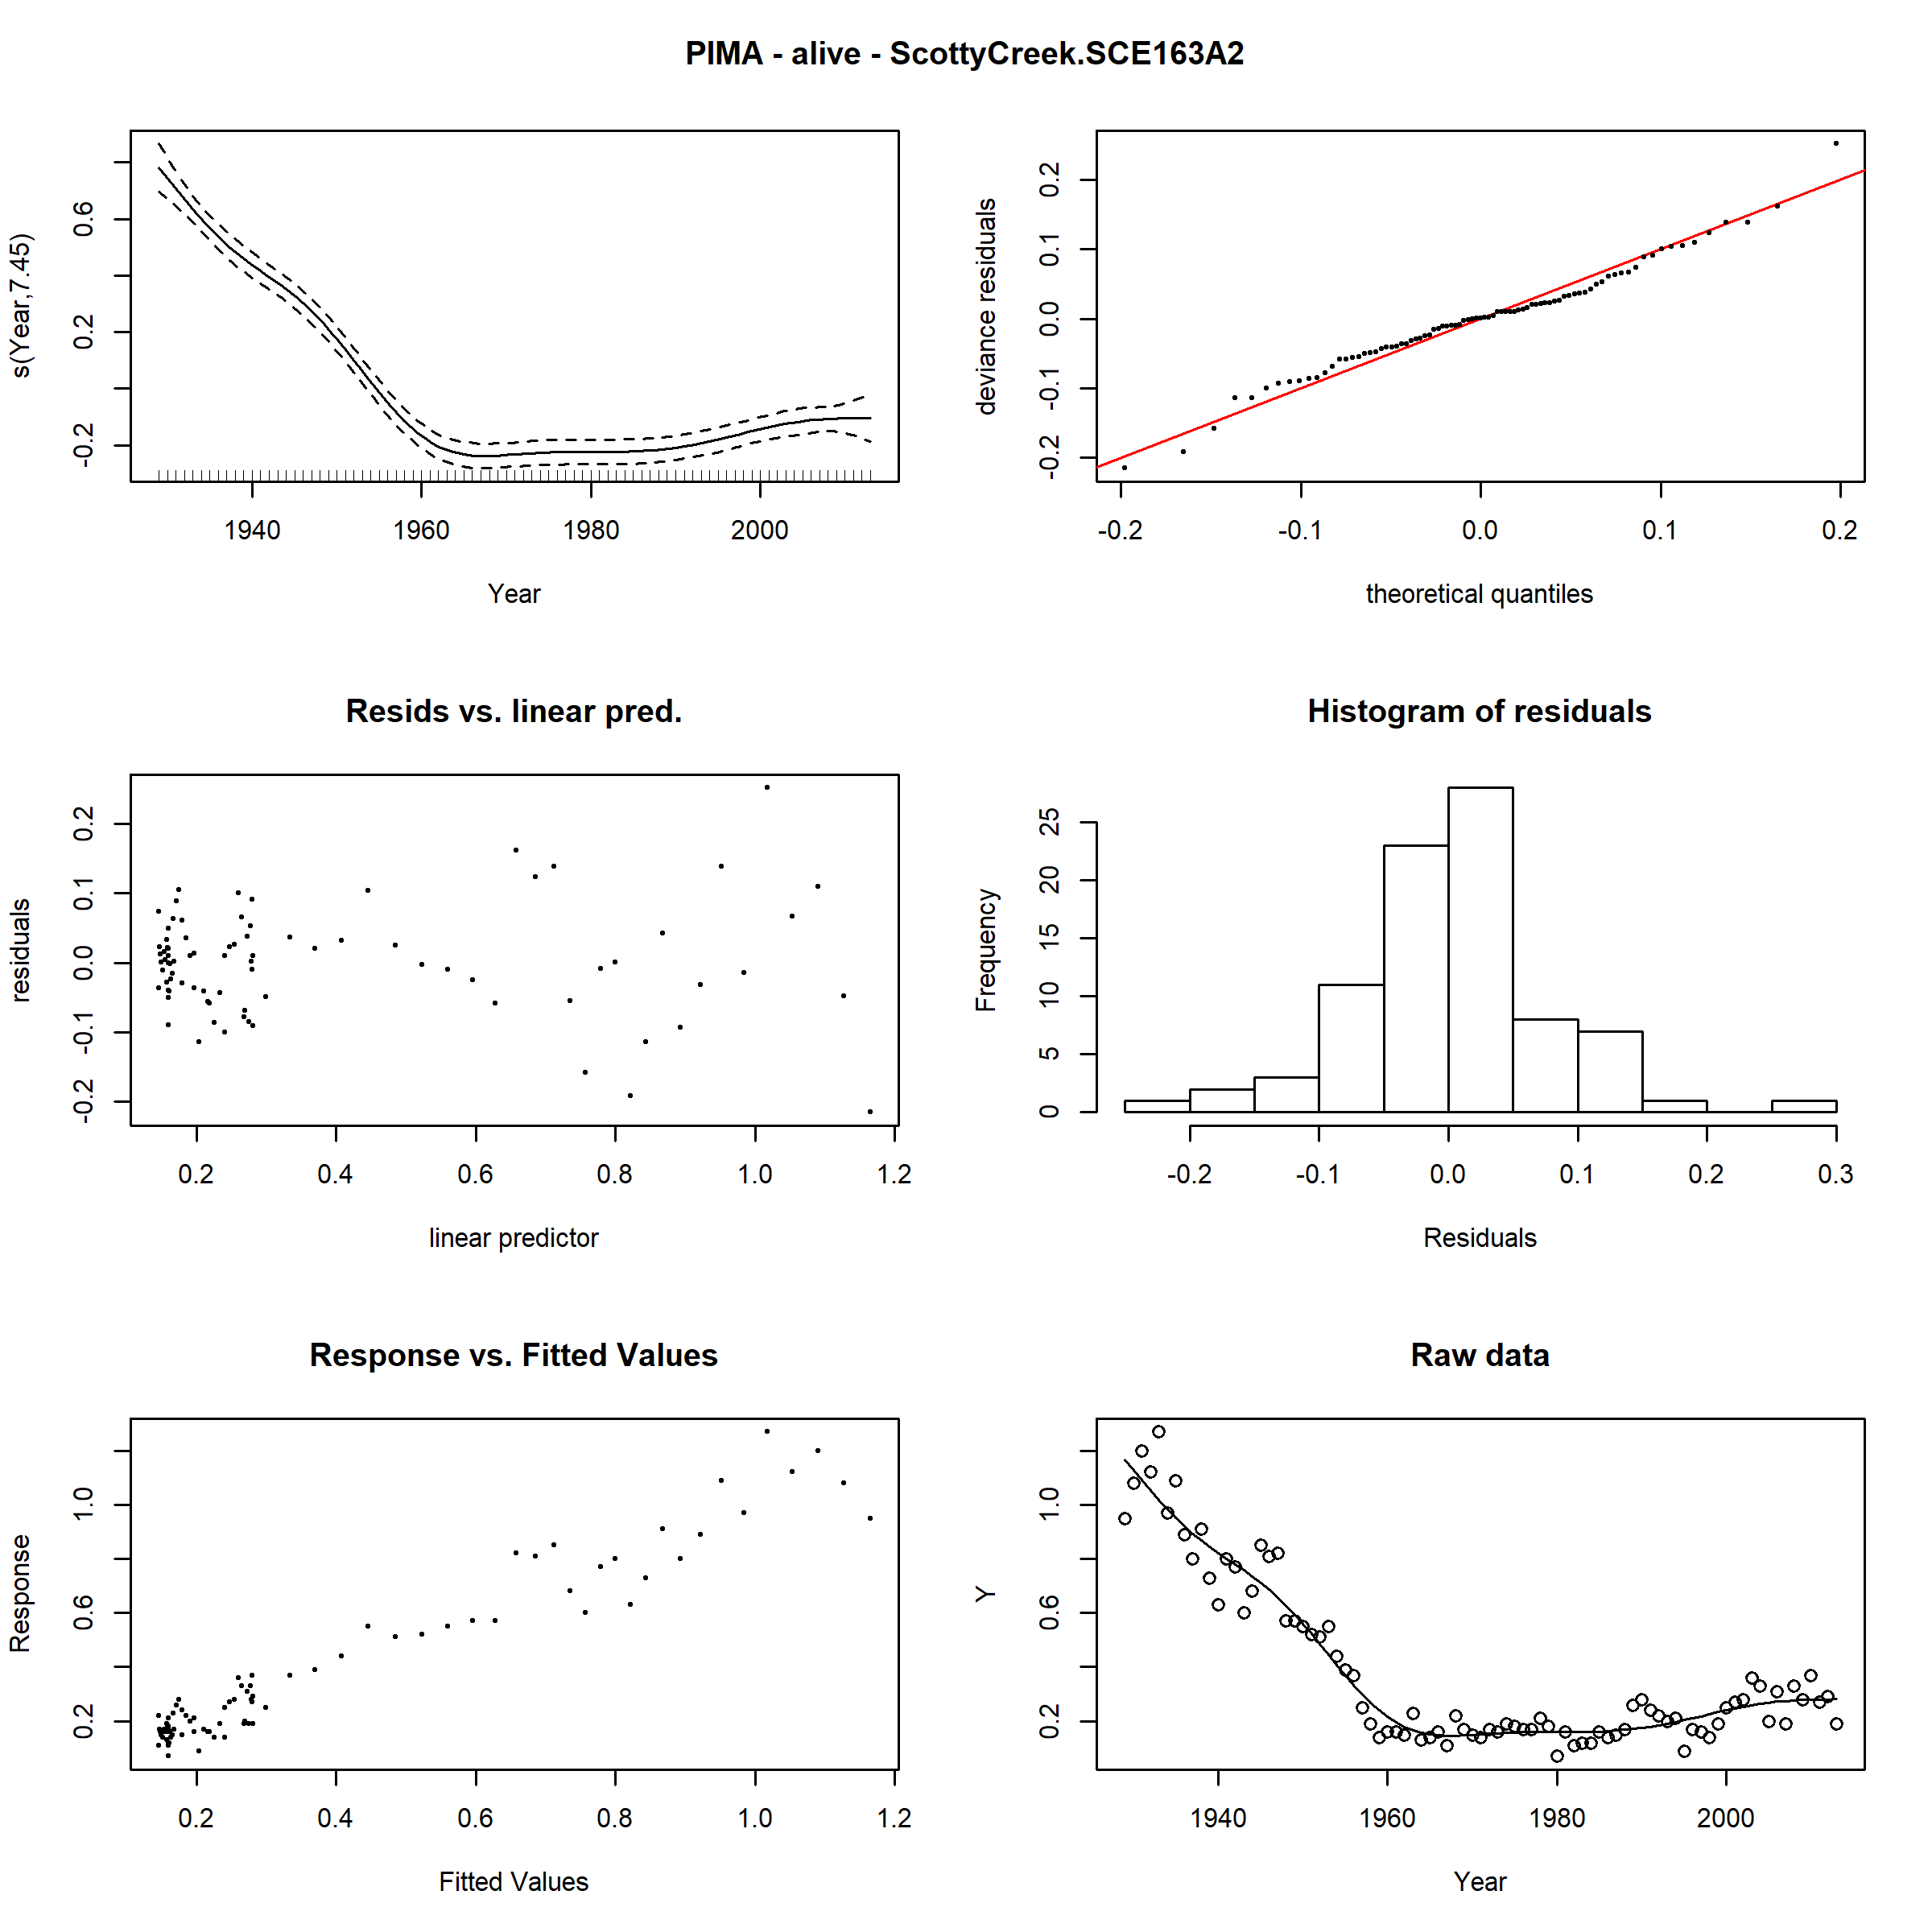 PIMA - alive - ScottyCreek.SCE163A2
s(Year,7.45)
-0.2 0.2 0.6
1940 1960 1980 2000
Year
deviance residuals
-0.2 -0.1 0.0 0.1 0.2
-0.2 -0.1 0.0 0.1 0.2
theoretical quantiles
Resids vs. linear pred.
residuals
-0.2 -0.1 0.0 0.1 0.2
0.2 0.4 0.6 0.8 1.0 1.2
linear predictor
Histogram of residuals
Frequency
0 5 10 15 20 25
-0.2 -0.1 0.0 0.1 0.2 0.3
Residuals
Response vs. Fitted Values
Response
0.2 0.6 1.0
0.2 0.4 0.6 0.8 1.0 1.2
Fitted Values
Raw data
Y
0.2 0.6 1.0
1940 1960 1980 2000
Year